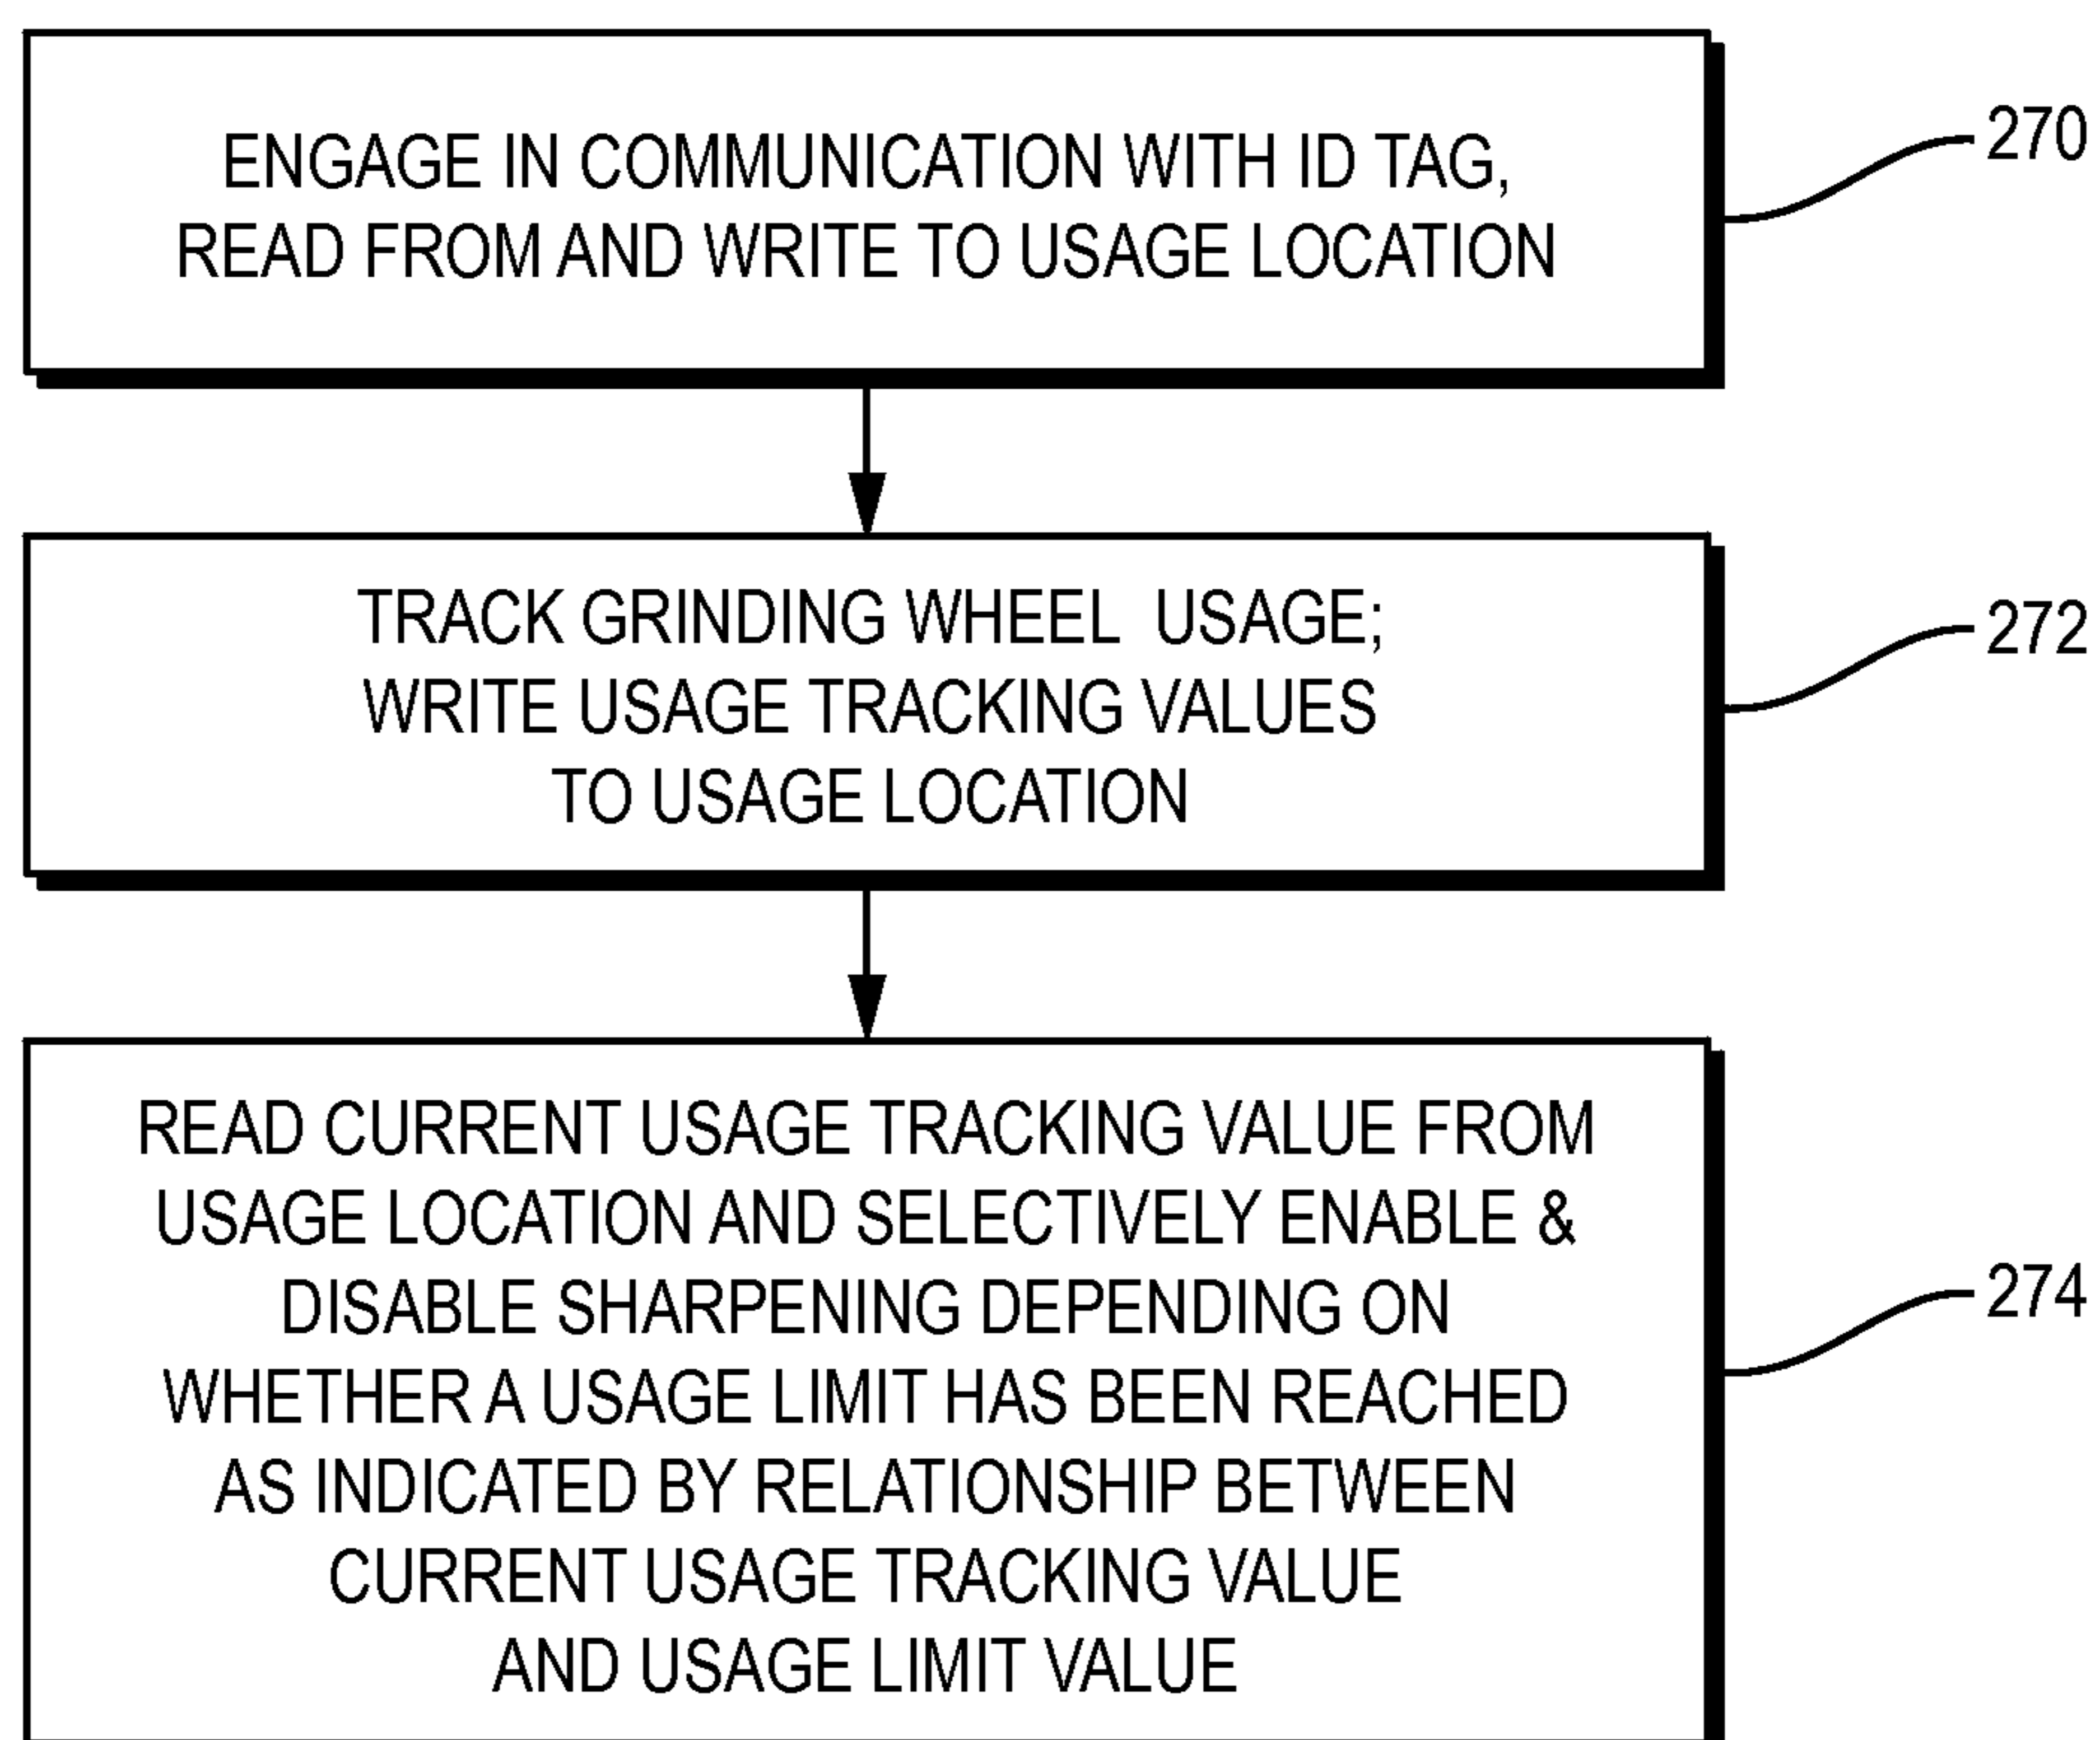 ENGAGE IN COMMUNICATION WITH ID TAG,
READ FROM AND WRITE TO USAGE LOCATION
270
TRACK GRINDING WHEEL USAGE;
WRITE USAGE TRACKING VALUES
TO USAGE LOCATION
272
READ CURRENT USAGE TRACKING VALUE FROM
USAGE LOCATION AND SELECTIVELY ENABLE &
DISABLE SHARPENING DEPENDING ON
WHETHER A USAGE LIMIT HAS BEEN REACHED
AS INDICATED BY RELATIONSHIP BETWEEN
CURRENT USAGE TRACKING VALUE
AND USAGE LIMIT VALUE
274